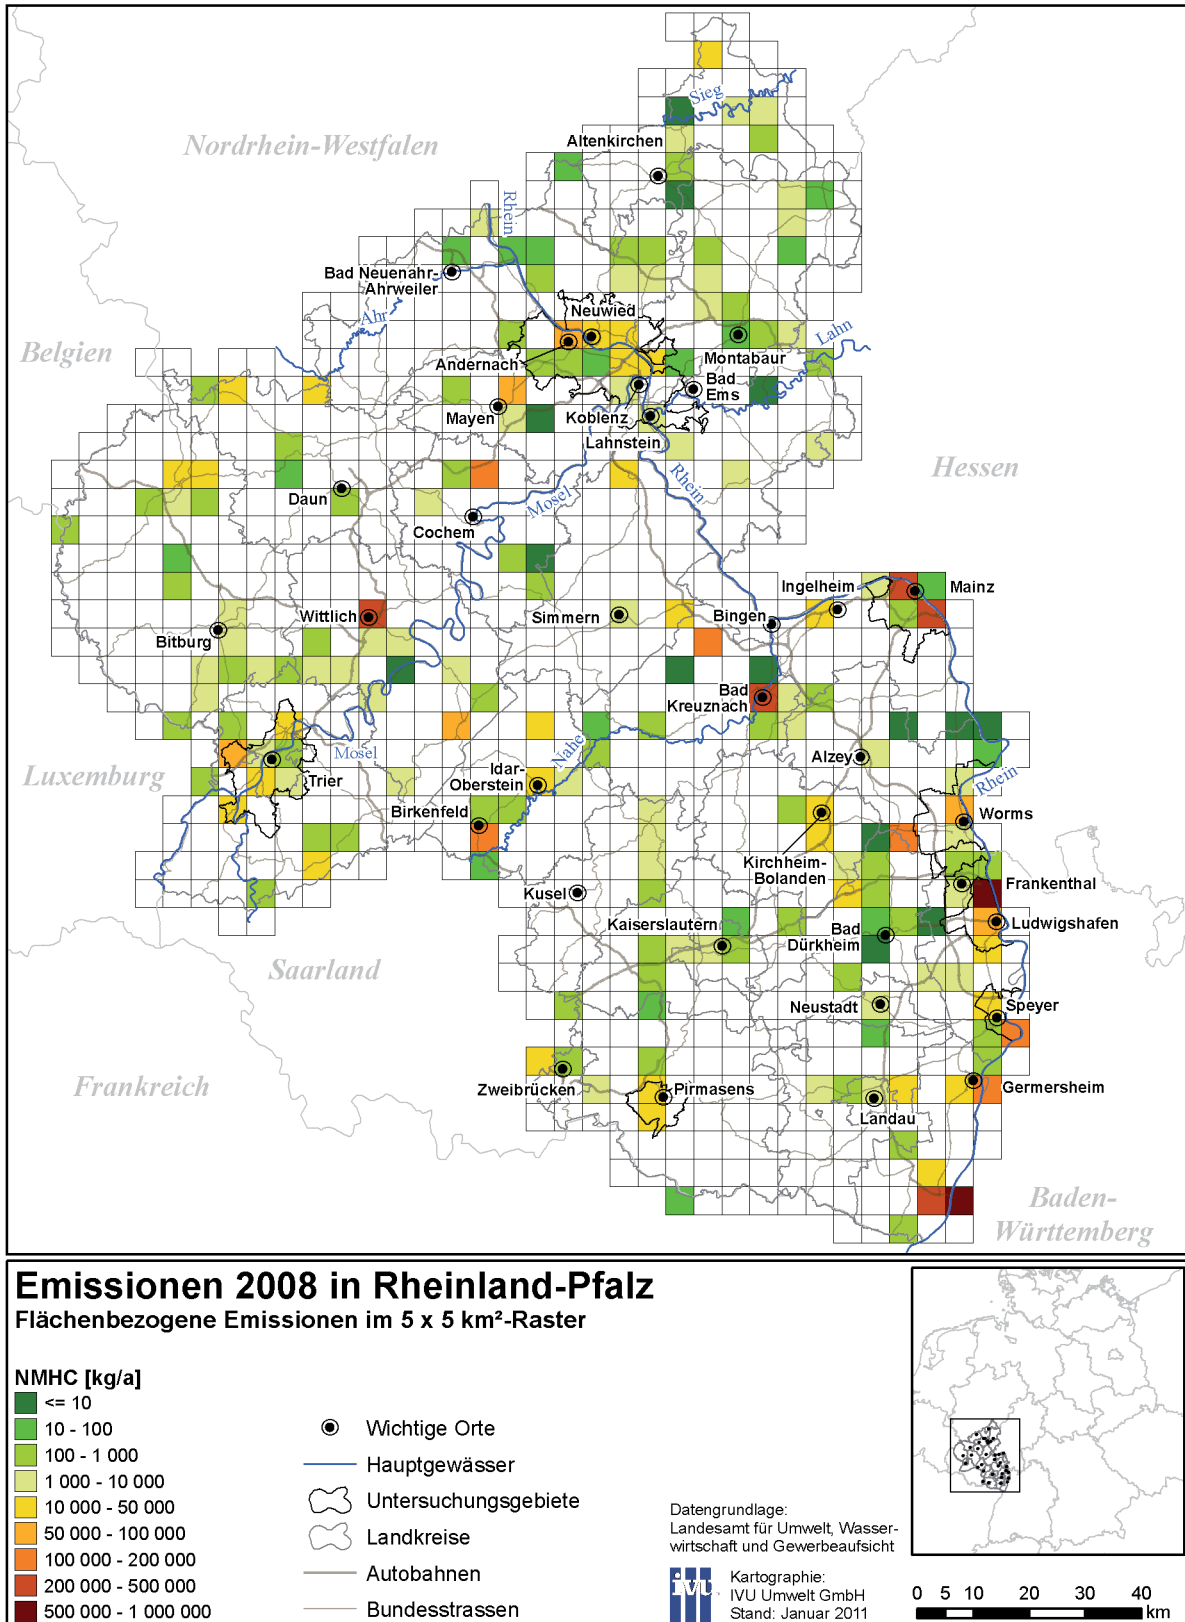 Sieg
Altenkirchen
Nordrhein-Westfalen
Rhein
Bad Neuenahr-
Ahrweiler
Ahr
Neuwied
Lahn
Belgien
Andernach
Montabaur
Bad
Ems
Mayen
Koblenz
Lahnstein
Hessen
Rhein
Daun
Mosel
Cochem
Ingelheim
Mainz
Wittlich
Simmern
Bingen
Bitburg
Bad
Kreuznach
Mosel
Nahe
Luxemburg
Trier
Idar-
Oberstein
Alzey
Rhein
Birkenfeld
Worms
Kirchheim-
Bolanden
Kusel
Frankenthal
Kaiserslautern
Bad
Dürkheim
Ludwigshafen
Saarland
Neustadt
Speyer
Frankreich
Zweibrücken
Pirmasens
Germersheim
Landau
Baden-
Württemberg
Emissionen 2008 in Rheinland-Pfalz
Flächenbezogene Emissionen im 5 x 5 km²-Raster
NMHC [kg/a]
<= 10
10 - 100
100 - 1 000
1 000 - 10 000
10 000 - 50 000
50 000 - 100 000
100 000 - 200 000
200 000 - 500 000
500 000 - 1 000 000
Wichtige Orte
Hauptgewässer
Untersuchungsgebiete
Landkreise
Autobahnen
Bundesstrassen
Datengrundlage:
Landesamt für Umwelt, Wasser-
wirtschaft und Gewerbeaufsicht
ivu
Kartographie:
IVU Umwelt GmbH
Stand: Januar 2011
0 5 10 20 30 40
km